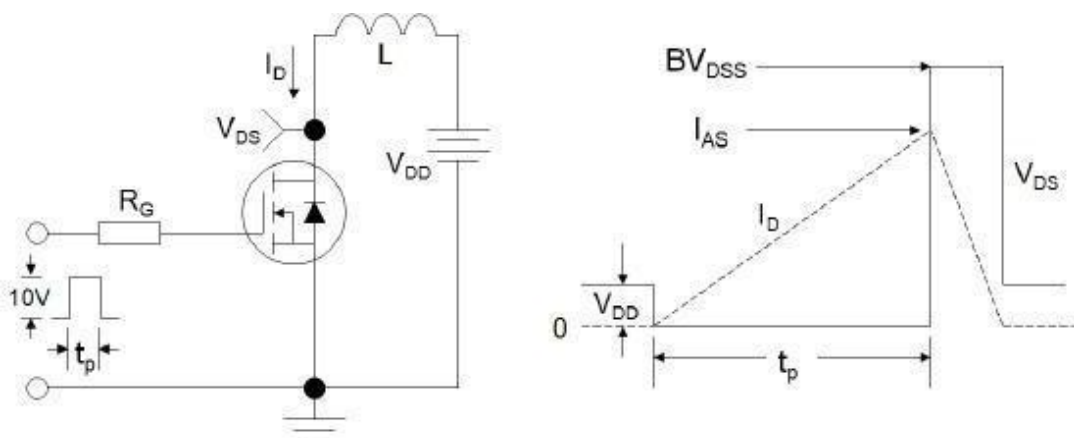 L
I_D
V_DS
V_DD
R_G
10V
t_p
BV_DSS
I_AS
V_DS
I_D
V_DD
0
t_p